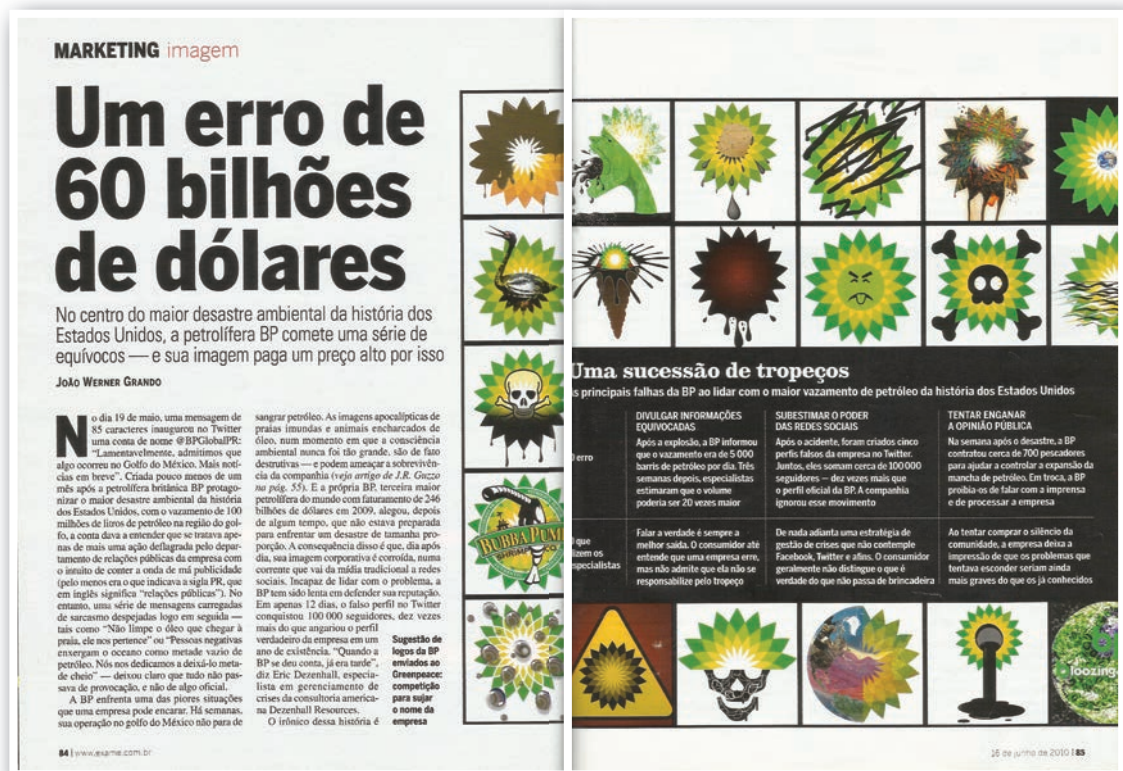 MARKETING imagem
Um erro de
60 bilhões
de dólares
No centro do maior desastre ambiental da história dos
Estados Unidos, a petrolífera BP comete uma série de
equívocos — e sua imagem paga um preço alto por isso
João Werner Grando
No dia 19 de maio, uma mensagem de
85 caracteres inaugurou no Twitter
uma conta de nome @BPGlobalPR:
“Lamentavelmente, admitimos que
algo ocorreu no Golfo do México. Mais notí-
cias em breve”. Criada pouco menos de um
mês após a petrolífera britânica BP protago-
nizar o maior desastre ambiental da história
dos Estados Unidos, com o vazamento de 100
milhões de litros de petróleo na região do gol-
fo, a conta dava a entender que se tratava ape-
nas de mais uma ação deflagrada pelo depar-
tamento de relações públicas da empresa com
o intuito de conter a onda de má publicidade
(pelo menos era o que indicava a sigla PR, que
em inglês significa “relações públicas”). No
entanto, uma série de mensagens carregadas
de sarcasmo despejadas logo em seguida —
tais como “Não limpe o óleo que chegar à
praia, ele nos pertence” ou “Pessoas negativas
enxergam o oceano como metade vazio de
petróleo. Nós nos dedicamos a deixá-lo meta-
de cheio” — deixou claro que tudo não pas-
sava de provocação, e não de algo oficial.
A BP enfrenta uma das piores situações
que uma empresa pode encarar. Há semanas,
sua operação no golfo do México não para de
sangrar petróleo. As imagens apocalípticas de
praias imundas e animais encharcados de
óleo, num momento em que a consciência
ambiental nunca foi tão grande, são de fato
destrutivas — e podem ameaçar a sobrevivên-
cia da companhia (veja artigo de J.R. Guzzo
na pág. 55). E a própria BP, terceira maior
petrolífera do mundo com faturamento de 246
bilhões de dólares em 2009, alegou, depois
de algum tempo, que não estava preparada
para enfrentar um desastre de tamanha pro-
porção. A consequência disso é que, dia após
dia, sua imagem corporativa é corroída, numa
corrente que vai da mídia tradicional a redes
sociais. Incapaz de lidar com o problema, a
BP tem sido lenta em defender sua reputação.
Em apenas 12 dias, o falso perfil no Twitter
conquistou 100 000 seguidores, dez vezes
mais do que angariou o perfil
verdadeiro da empresa em um
ano de existência. “Quando a
BP se deu conta, já era tarde”,
diz Eric Dezenhall, especia-
lista em gerenciamento de
crises da consultoria america-
na Dezenhall Resources.
O irônico dessa história é
Sugestão de
logos da BP
enviados ao
Greenpeace:
competição
para sujar
o nome da
empresa
BUBBA PUMP
84 | www.exame.com.br
Uma sucessão de tropeços
as principais falhas da BP ao lidar com o maior vazamento de petróleo da história dos Estados Unidos
O erro
DIVULGAR INFORMAÇÕES
EQUIVOCADAS
Após a explosão, a BP informou
que o vazamento era de 5 000
barris de petróleo por dia. Três
semanas depois, especialistas
estimaram que o volume
poderia ser 20 vezes maior
SUBESTIMAR O PODER
DAS REDES SOCIAIS
Após o acidente, foram criados cinco
perfis falsos da empresa no Twitter.
Juntos, eles somam cerca de 100 000
seguidores — dez vezes mais que
o perfil oficial da BP. A companhia
ignorou esse movimento
TENTAR ENGANAR
A OPINIÃO PÚBLICA
Na semana após o desastre, a BP
contratou cerca de 700 pescadores
para ajudar a controlar a expansão da
mancha de petróleo. Em troca, a BP
proibia-os de falar com a imprensa
e de processar a empresa
O que
dizem os
especialistas
Falar a verdade é sempre a
melhor saída. O consumidor até
entende que uma empresa erre,
mas não admite que ela não se
responsabilize pelo tropeço
De nada adianta uma estratégia de
gestão de crises que não contemple
Facebook, Twitter e afins. O consumidor
geralmente não distingue o que é
verdade do que não passa de brincadeira
Ao tentar comprar o silêncio da
comunidade, a empresa deixa a
impressão de que os problemas que
tentava esconder seriam ainda
mais graves do que os já conhecidos
loozing
16 de junho de 2010 | 85